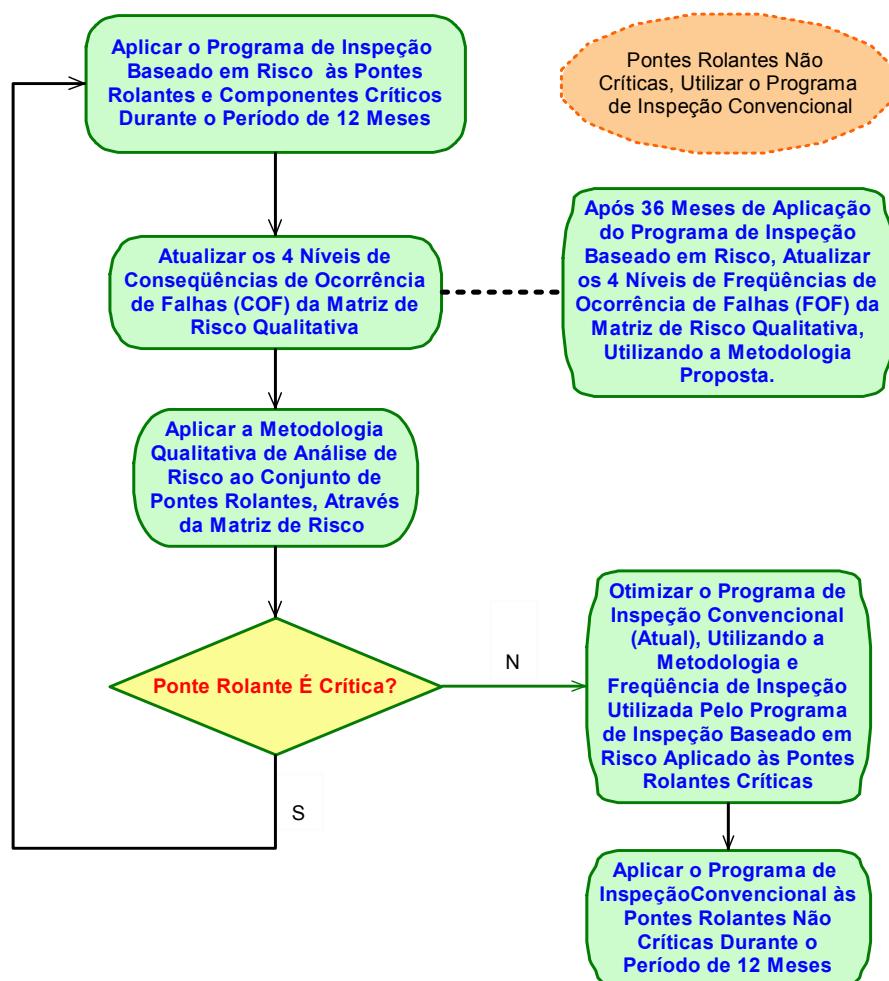 Aplicar o Programa de Inspeção
Baseado em Risco às Pontes
Rolantes e Componentes Críticos
Durante o Período de 12 Meses
Pontes Rolantes Não
Críticas, Utilizar o Programa
de Inspeção Convencional
Atualizar os 4 Níveis de
Conseqüências de Ocorrência
de Falhas (COF) da Matriz de
Risco Qualitativa
Após 36 Meses de Aplicação
do Programa de Inspeção
Baseado em Risco, Atualizar
os 4 Níveis de Freqüências de
Ocorrência de Falhas (FOF) da
Matriz de Risco Qualitativa,
Utilizando a Metodologia
Proposta.
Aplicar a Metodologia
Qualitativa de Análise de
Risco ao Conjunto de
Pontes Rolantes, Através
da Matriz de Risco
Ponte Rolante É Crítica?
N
S
Otimizar o Programa de
Inspeção Convencional
(Atual), Utilizando a
Metodologia e
Freqüência de Inspeção
Utilizada Pelo Programa
de Inspeção Baseado em
Risco Aplicado às Pontes
Rolantes Críticas
Aplicar o Programa de
InspeçãoConvencional às
Pontes Rolantes Não
Críticas Durante o
Período de 12 Meses